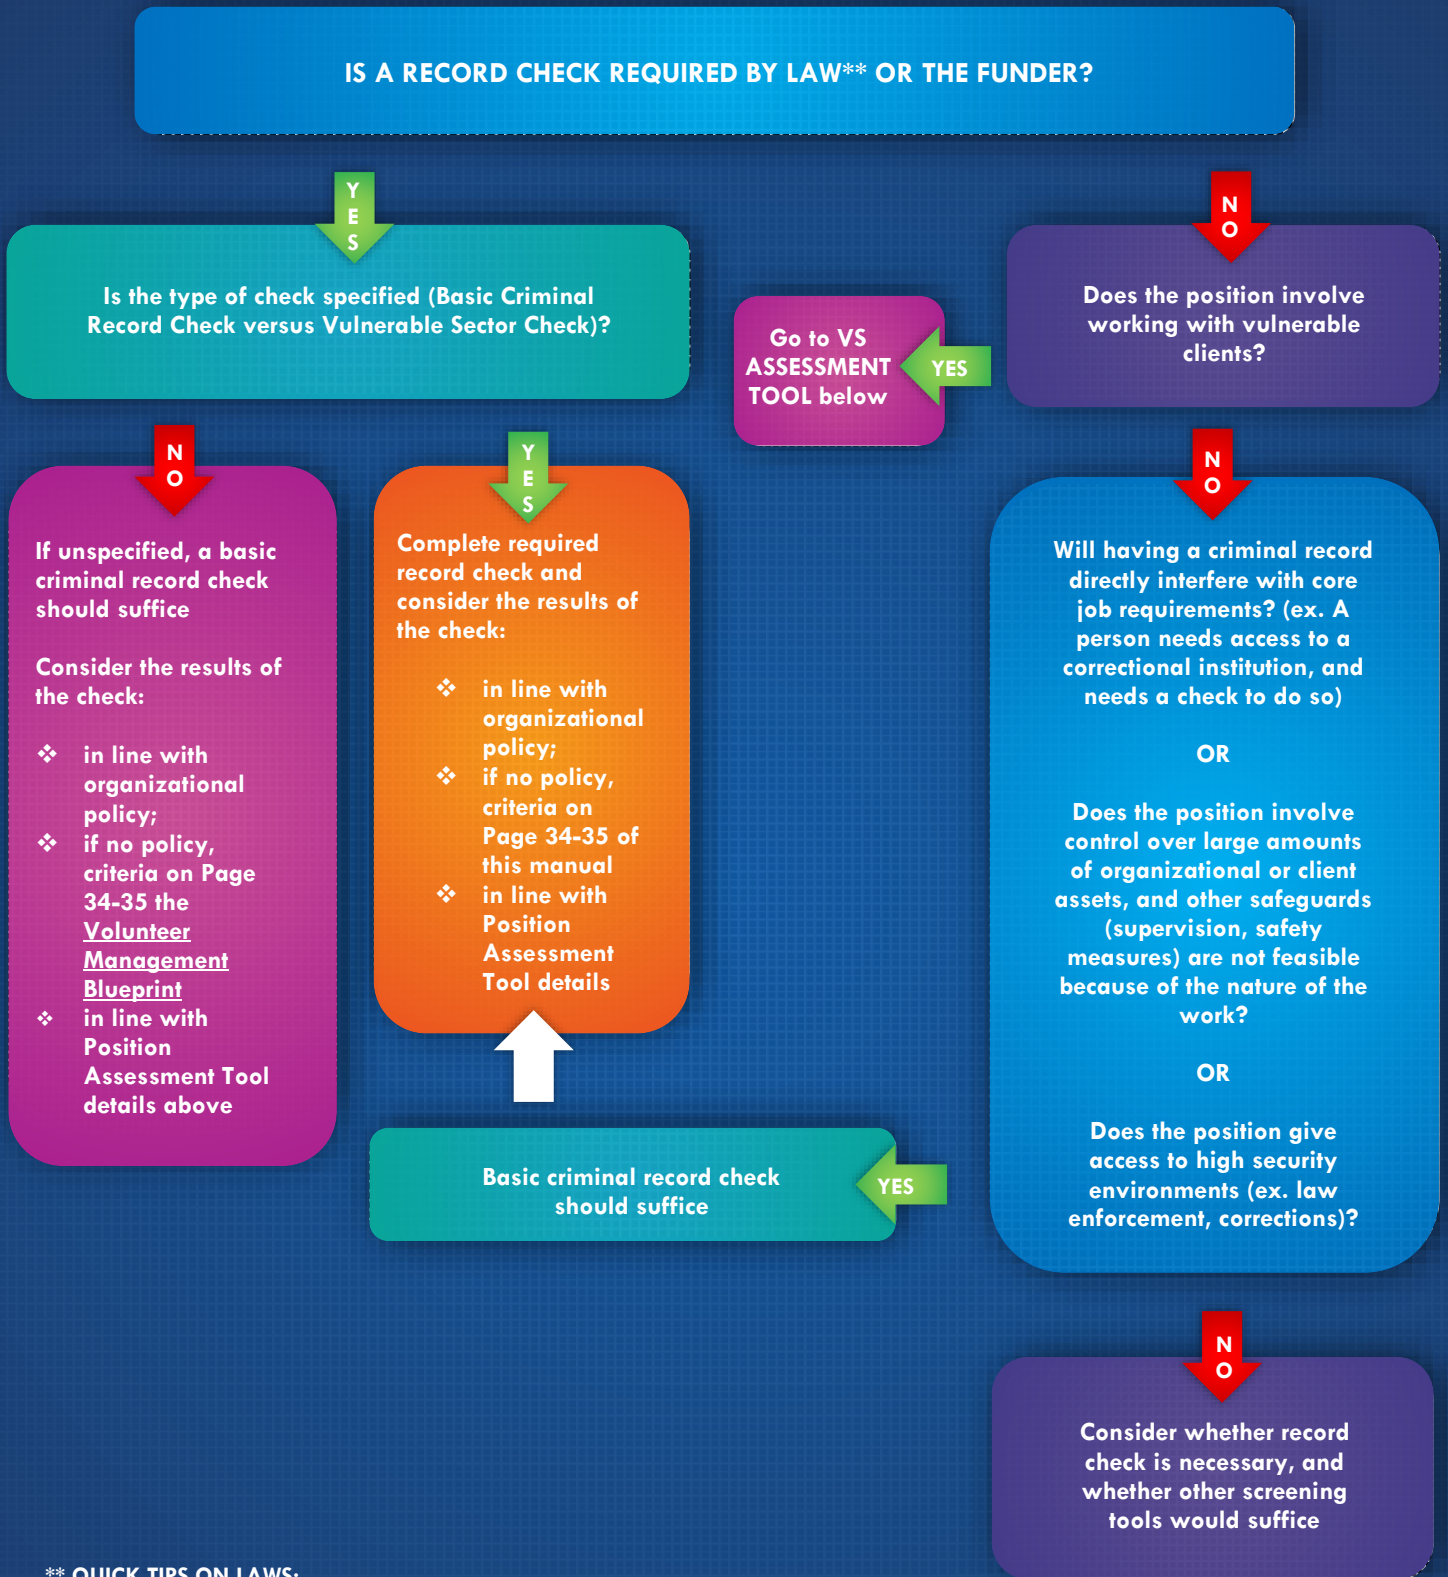 IS A RECORD CHECK REQUIRED BY LAW** OR THE FUNDER?
YES
NO
Is the type of check specified (Basic Criminal
Record Check versus Vulnerable Sector Check)?
Go to VS
ASSESSMENT
TOOL below
YES
Does the position involve
working with vulnerable
clients?
NO
YES
NO
If unspecified, a basic
criminal record check
should suffice
Consider the results of
the check:
❖ in line with
organizational
policy;
❖ if no policy,
criteria on Page
34-35 the
Volunteer
Management
Blueprint
❖ in line with
Position
Assessment Tool
details above
Complete required
record check and
consider the results of
the check:
❖ in line with
organizational
policy;
❖ if no policy,
criteria on
Page 34-35 of
this manual
❖ in line with
Position
Assessment
Tool details
Will having a criminal record
directly interfere with core
job requirements? (ex. A
person needs access to a
correctional institution, and
needs a check to do so)
OR
Does the position involve
control over large amounts
of organizational or client
assets, and other safeguards
(supervision, safety
measures) are not feasible
because of the nature of the
work?
OR
Does the position give
access to high security
environments (ex. law
enforcement, corrections)?
Basic criminal record check
should suffice
YES
NO
Consider whether record
check is necessary, and
whether other screening
tools would suffice
** QUICK TIPS ON LAWS: